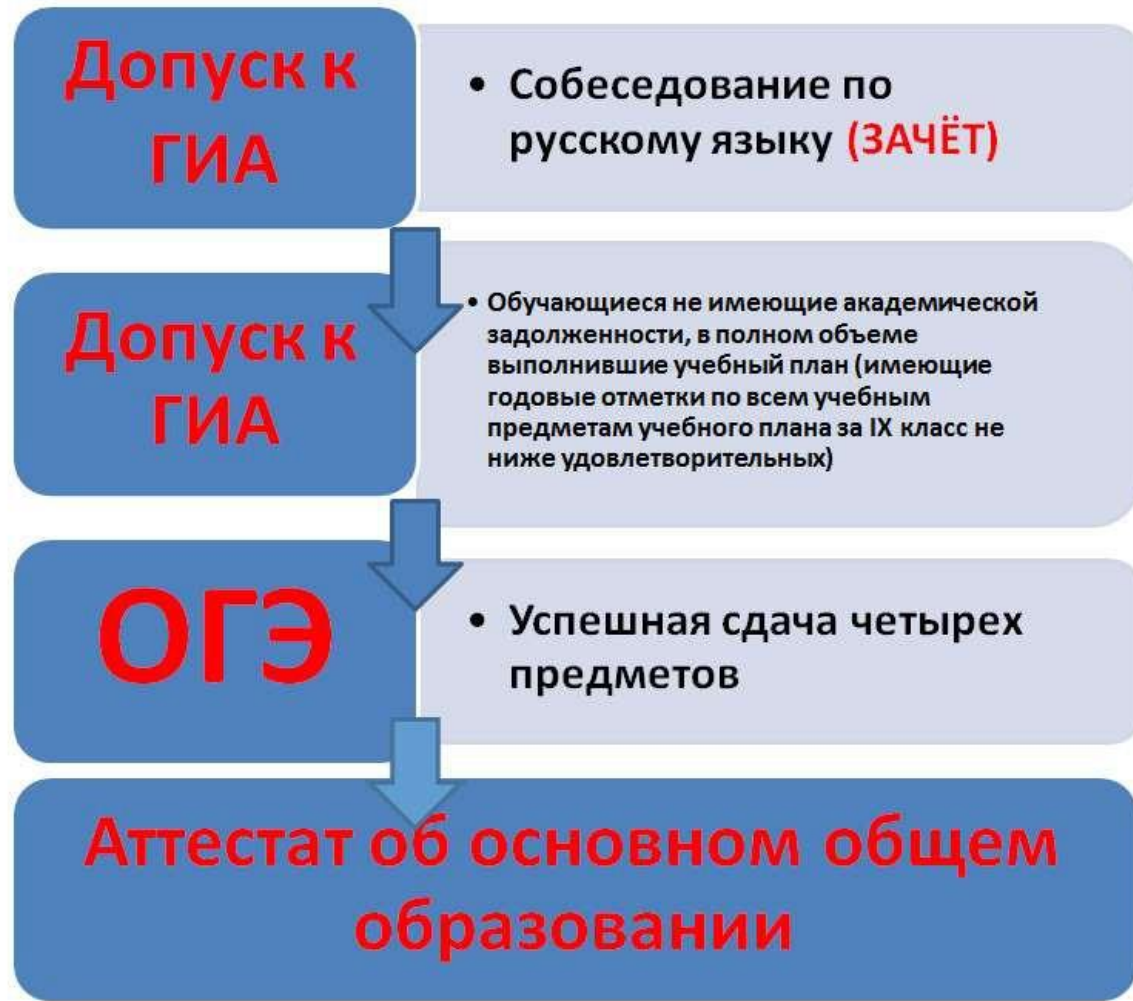 Допуск к
ГИА
• Собеседование по
русскому языку (ЗАЧЁТ)
Допуск к
ГИА
• Обучающиеся не имеющие академической
задолженности, в полном объеме
выполнившие учебный план (имеющие
годовые отметки по всем учебным
предметам учебного плана за IX класс не
ниже удовлетворительных)
ОГЭ
• Успешная сдача четырех
предметов
Аттестат об основном общем
образовании